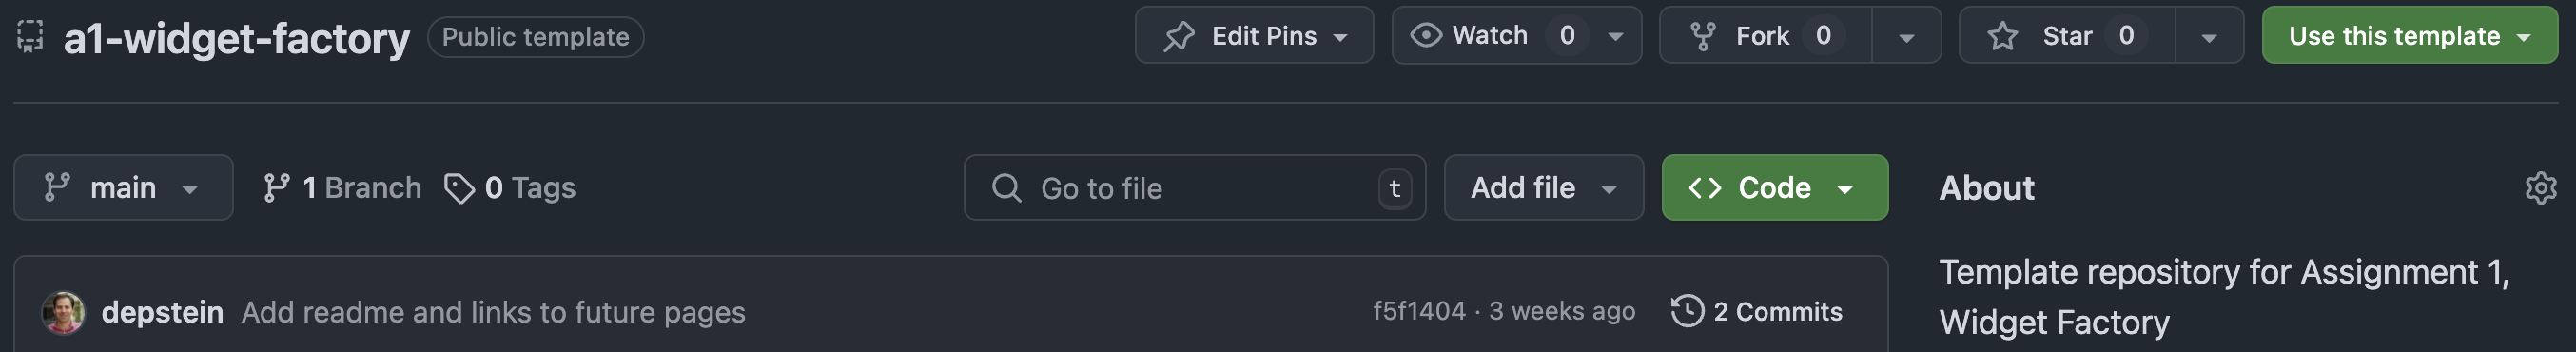 a1-widget-factory Public template Edit Pins Watch 0 Fork 0 Star 0 Use this template
main 1 Branch 0 Tags Go to file t Add file Code About
depstein Add readme and links to future pages f5f1404 · 3 weeks ago 2 Commits
Template repository for Assignment 1,
Widget Factory